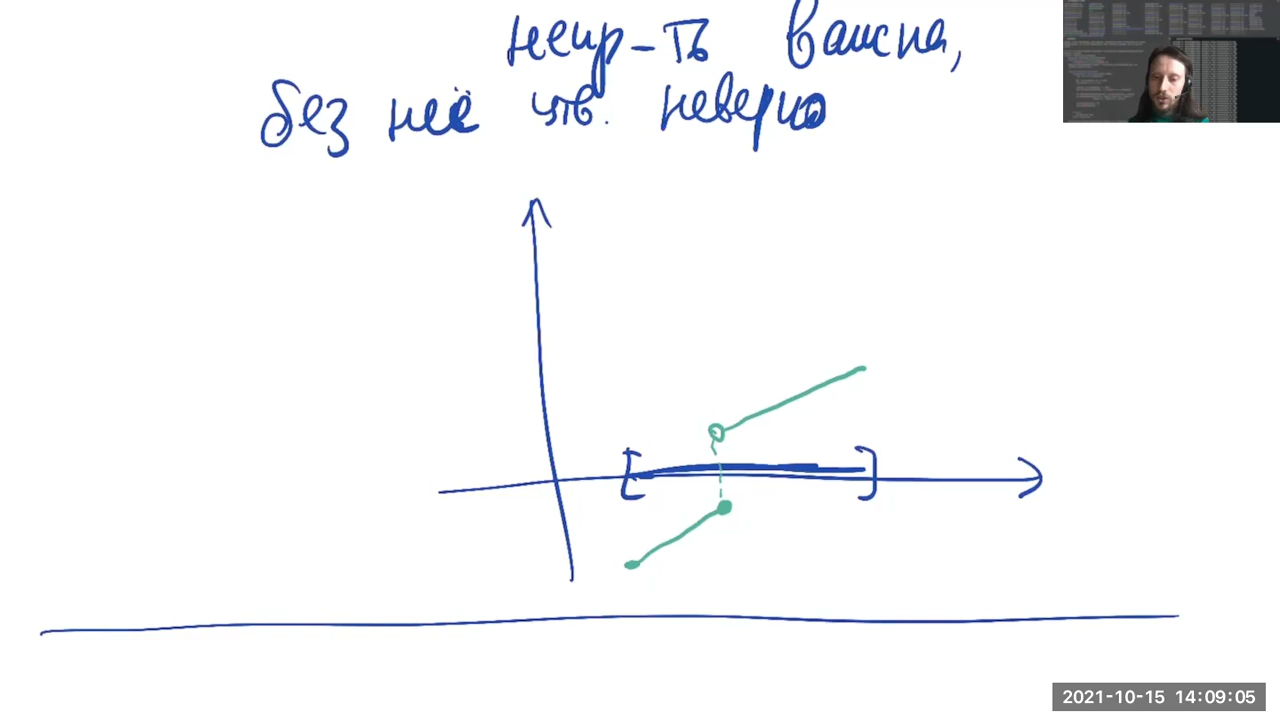 непр-ть важна,
без неё утв. неверно
2021-10-15 14:09:05